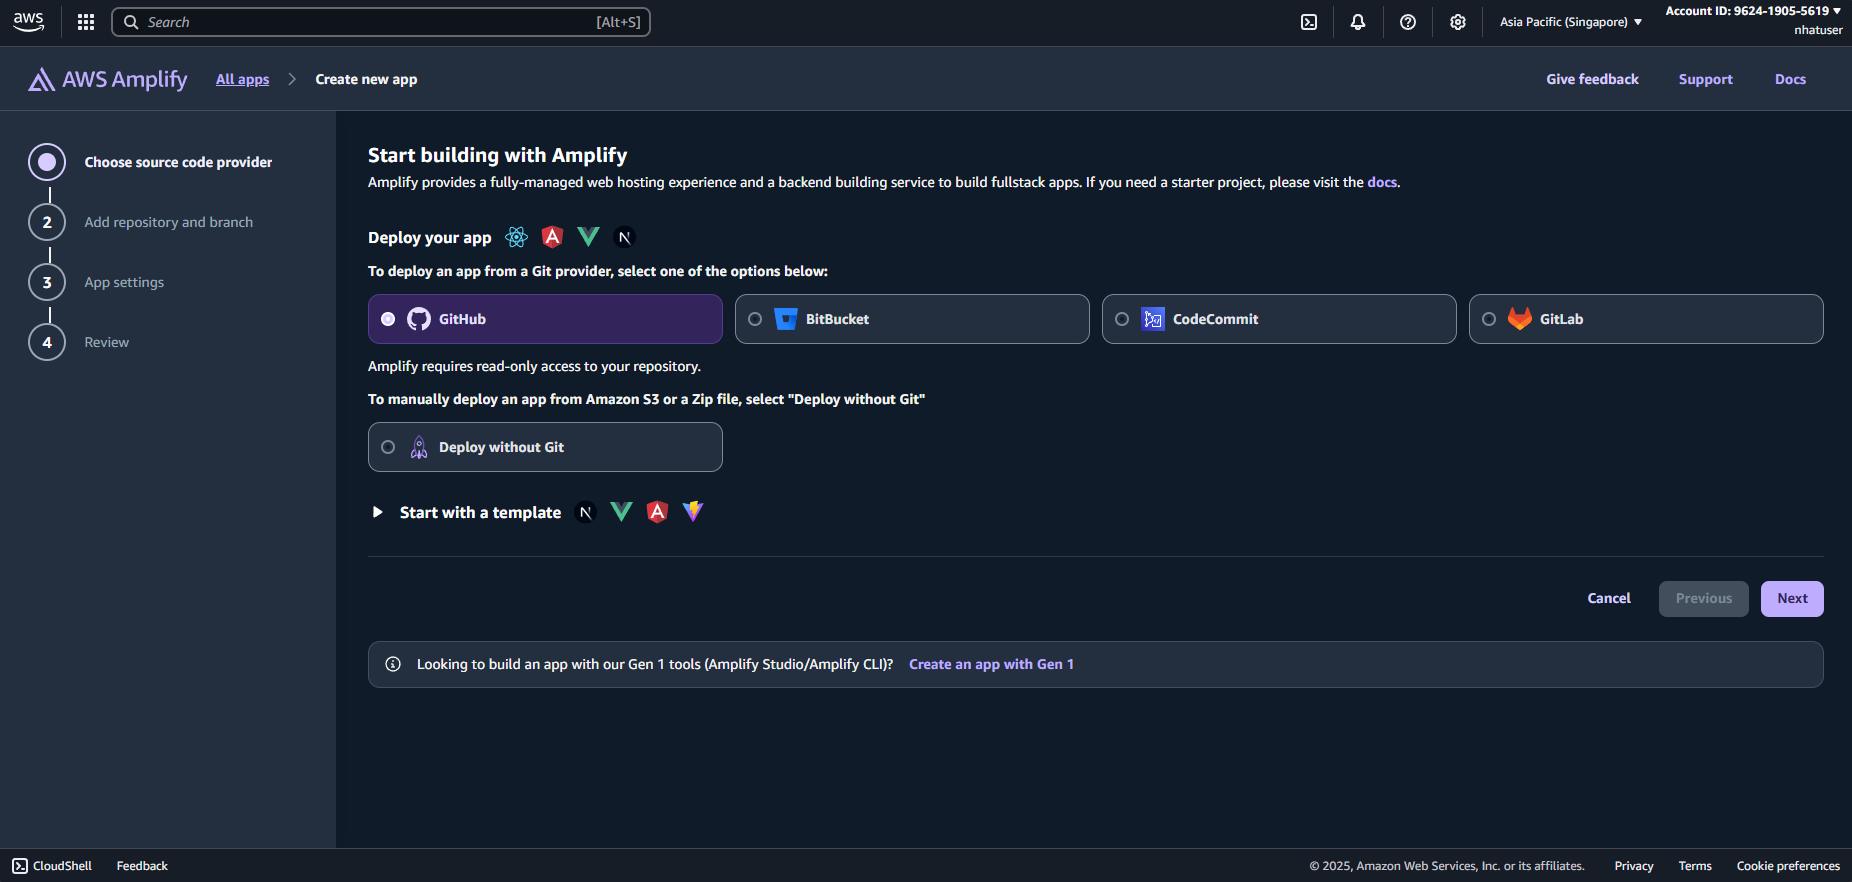 aws
Search [Alt+S]
Asia Pacific (Singapore)
Account ID: 9624-1905-5619
nhatuser
AWS Amplify
All apps
Create new app
Give feedback
Support
Docs
Choose source code provider
2 Add repository and branch
3 App settings
4 Review
Start building with Amplify
Amplify provides a fully-managed web hosting experience and a backend building service to build fullstack apps. If you need a starter project, please visit the docs.
Deploy your app N
To deploy an app from a Git provider, select one of the options below:
GitHub
BitBucket
CodeCommit
GitLab
Amplify requires read-only access to your repository.
To manually deploy an app from Amazon S3 or a Zip file, select "Deploy without Git"
Deploy without Git
Start with a template N
Cancel
Previous
Next
Looking to build an app with our Gen 1 tools (Amplify Studio/Amplify CLI)? Create an app with Gen 1
CloudShell
Feedback
© 2025, Amazon Web Services, Inc. or its affiliates.
Privacy
Terms
Cookie preferences